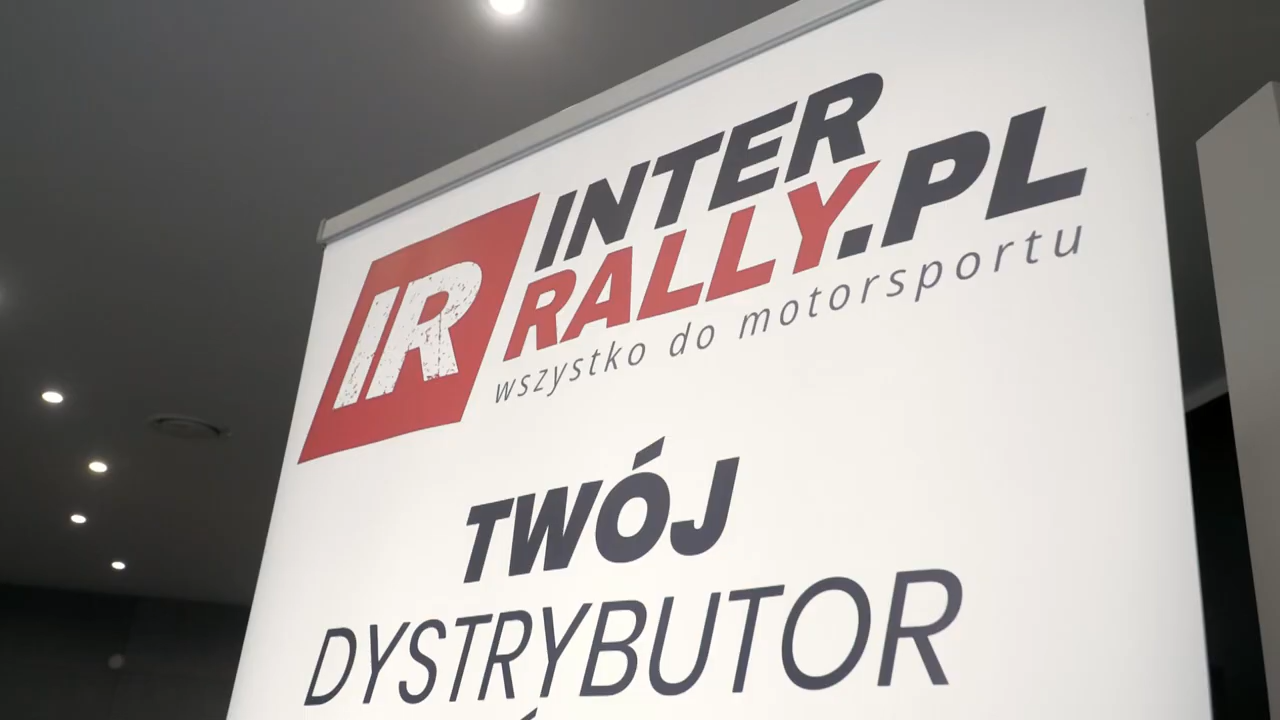 IR
INTER
RALLY.PL
wszystko do motorsportu
TWÓJ
DYSTRYBUTOR